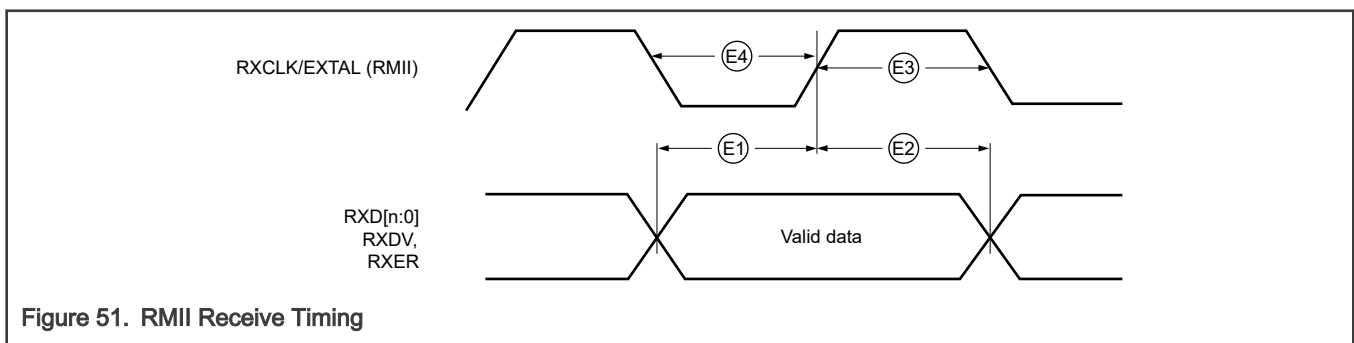 RXCLK/EXTAL (RMII)
E4
E3
E1
E2
RXD[n:0]
RXDV,
RXER
Valid data
Figure 51. RMII Receive Timing